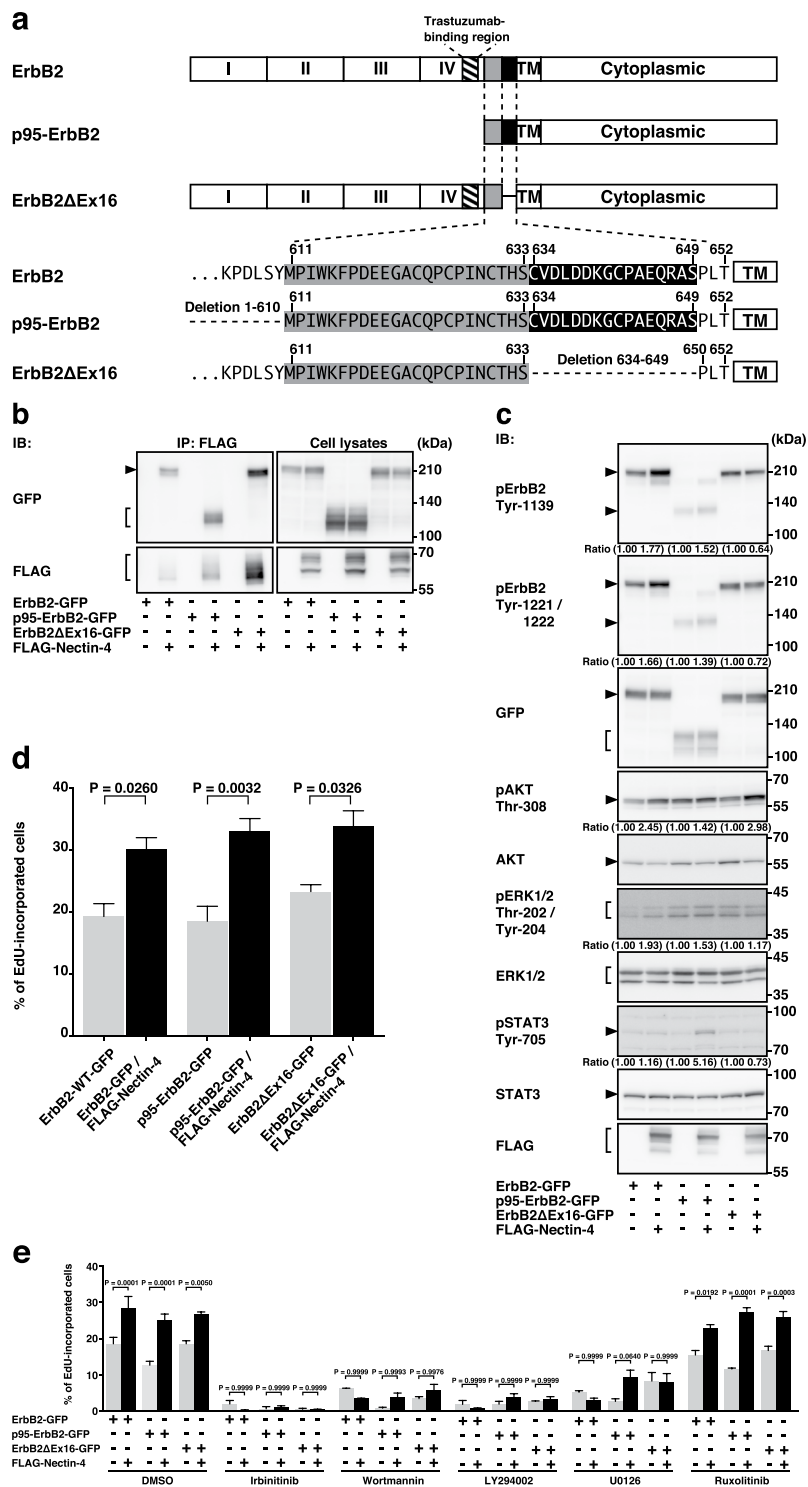 a
Trastuzumab-
binding region
ErbB2 I II III IV TM Cytoplasmic
p95-ErbB2 TM Cytoplasmic
ErbB2ΔEx16 I II III IV TM Cytoplasmic
611 633 634 649 652
ErbB2 ...KPDLSYMPIWKFPDEEGACQPCPINCTHSCVDLDDKGCPAEQRASPLT TM
Deletion 1-610 611 633 634 649 652
p95-ErbB2 MPIWKFPDEEGACQPCPINCTHSCVDLDDKGCPAEQRASPLT TM
611 633 Deletion 634-649 650 652
ErbB2ΔEx16 ...KPDLSYMPIWKFPDEEGACQPCPINCTHS PLT TM
b
IB: IP: FLAG Cell lysates (kDa)
GFP 210 140 100
FLAG 70 55
ErbB2-GFP + + - - - - + + - - - -
p95-ErbB2-GFP - - + + - - - - + + - -
ErbB2ΔEx16-GFP - - - - + + - - - - + +
FLAG-Nectin-4 - + - + - + - + - + - +
c
IB: (kDa)
pErbB2
Tyr-1139
210 140 100
Ratio (1.00 1.77) (1.00 1.52) (1.00 0.64)
pErbB2
Tyr-1221 /
1222
210 140 100
Ratio (1.00 1.66) (1.00 1.39) (1.00 0.72)
GFP 210 140 100
pAKT
Thr-308
70 55
Ratio (1.00 2.45) (1.00 1.42) (1.00 2.98)
AKT 70 55
pERK1/2
Thr-202 /
Tyr-204
45 35
Ratio (1.00 1.93) (1.00 1.53) (1.00 1.17)
ERK1/2 45 35
pSTAT3
Tyr-705
100 70
Ratio (1.00 1.16) (1.00 5.16) (1.00 0.73)
STAT3 100 70
FLAG 70 55
ErbB2-GFP + + - - - -
p95-ErbB2-GFP - - + + - -
ErbB2ΔEx16-GFP - - - - + +
FLAG-Nectin-4 - + - + - +
d
% of EdU-incorporated cells
40
30
20
10
0
P = 0.0260 P = 0.0032 P = 0.0326
ErbB2-WT-GFP
ErbB2-GFP /
FLAG-Nectin-4
p95-ErbB2-GFP
p95-ErbB2-GFP /
FLAG-Nectin-4
ErbB2ΔEx16-GFP
ErbB2ΔEx16-GFP /
FLAG-Nectin-4
e
% of EdU-incorporated cells
40
30
20
10
0
P = 0.0001 P = 0.0001 P = 0.0050
P = 0.9999 P = 0.9999 P = 0.9999
P = 0.9999 P = 0.9993 P = 0.9976
P = 0.9999 P = 0.9999 P = 0.9999
P = 0.9999 P = 0.0640 P = 0.9999
P = 0.0192 P = 0.0001 P = 0.0003
ErbB2-GFP + + - - - - + + - - - - + + - - - - + + - - - - + + - - - - + + - - - -
p95-ErbB2-GFP - - + + - - - - + + - - - - + + - - - - + + - - - - + + - - - - + + - -
ErbB2ΔEx16-GFP - - - - + + - - - - + + - - - - + + - - - - + + - - - - + + - - - - + +
FLAG-Nectin-4 - + - + - + - + - + - + - + - + - + - + - + - + - + - + - + - + - + - +
DMSO Irbinitinib Wortmannin LY294002 U0126 Ruxolitinib